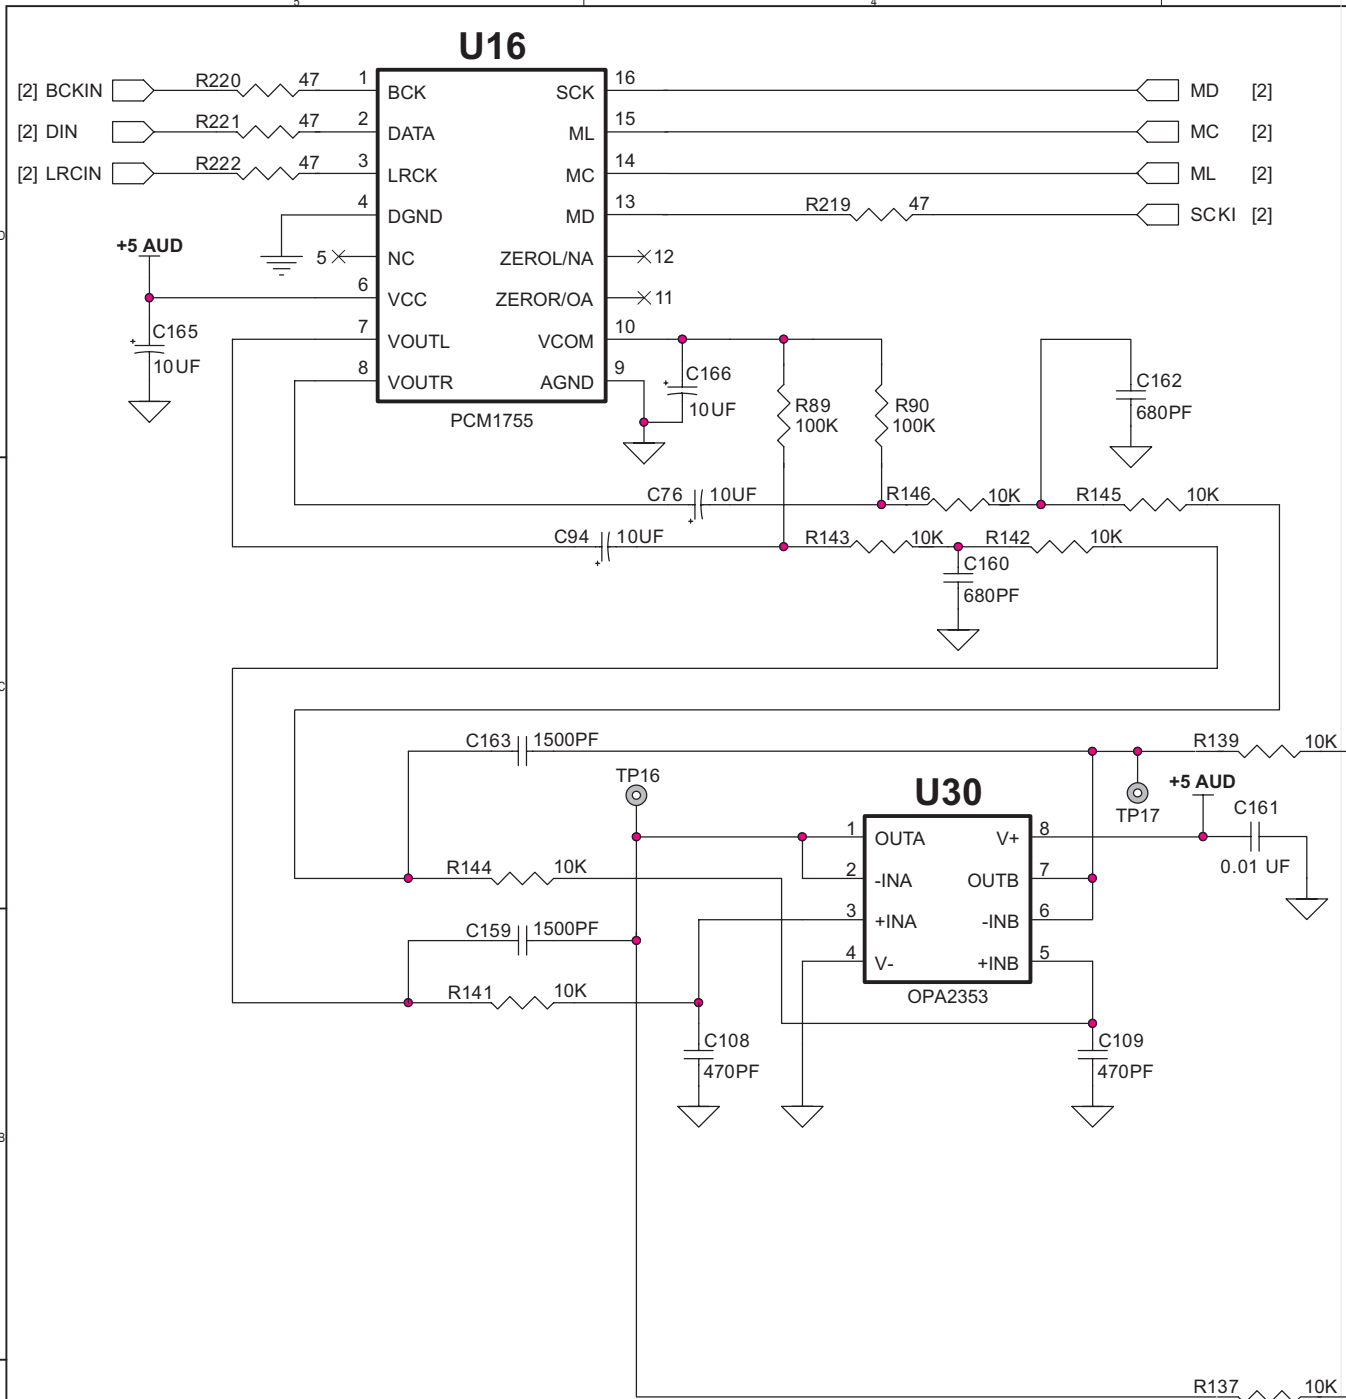 5 4
U16
[2] BCKIN R220 47 1 BCK SCK 16 MD [2]
[2] DIN R221 47 2 DATA ML 15 MC [2]
[2] LRCIN R222 47 3 LRCK MC 14 ML [2]
4 DGND MD 13 R219 47 SCKI [2]
D
+5 AUD
5 NC ZEROL/NA 12
6 VCC ZEROR/OA 11
7 VOUTL VCOM 10
8 VOUTR AGND 9
PCM1755
+ C165
10UF
+ C166
10UF
R89
100K
R90
100K
C162
680PF
C76 10UF +
R146 10K R145 10K
C94 10UF +
R143 10K R142 10K
C160
680PF
C
C163 1500PF
R139 10K
TP16
U30
TP17
+5 AUD
C161
0.01 UF
1 OUTA V+ 8
2 -INA OUTB 7
3 +INA -INB 6
4 V- +INB 5
OPA2353
R144 10K
C159 1500PF
R141 10K
C108
470PF
C109
470PF
B
R137 10K